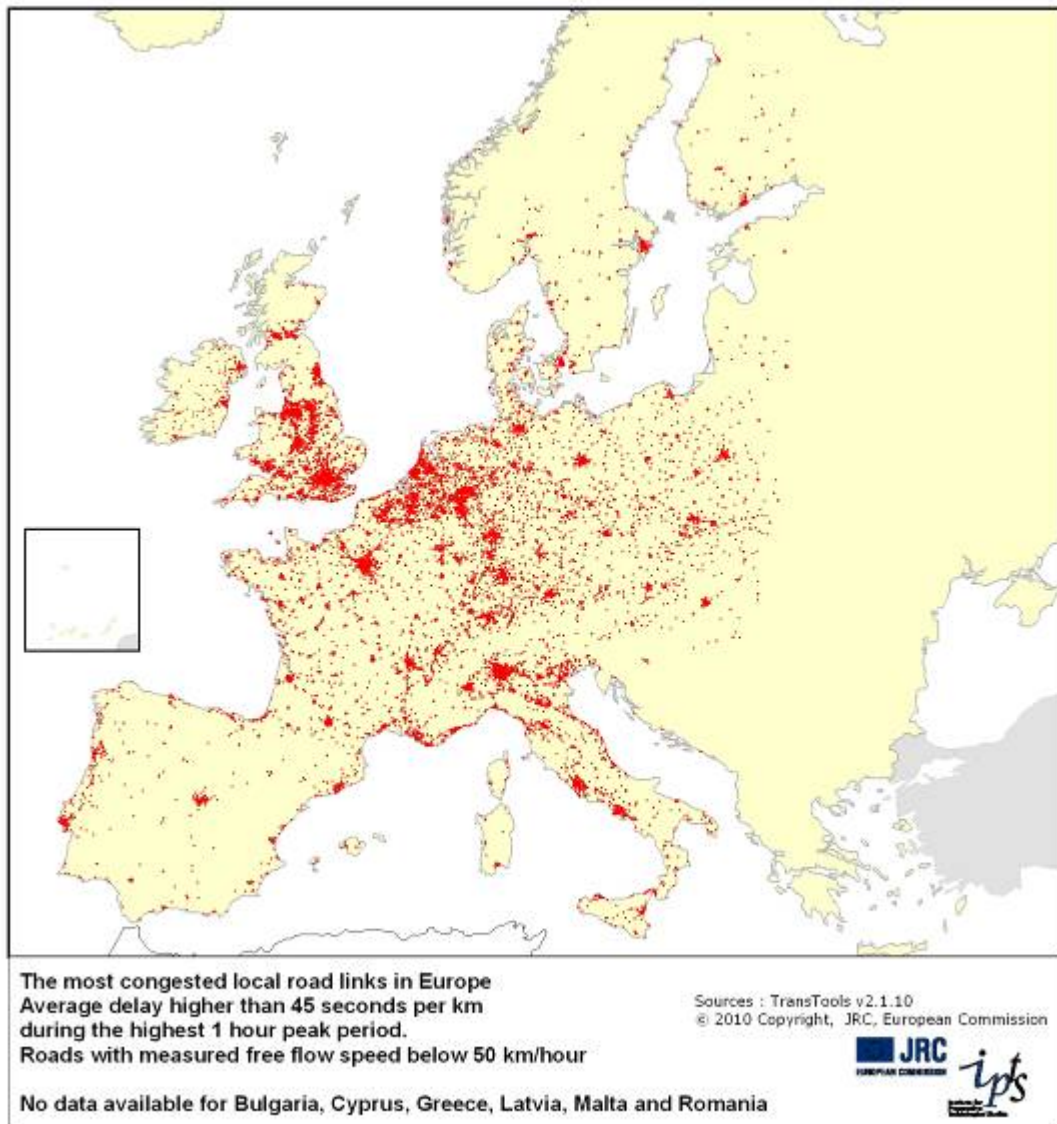 The most congested local road links in Europe
Average delay higher than 45 seconds per km
during the highest 1 hour peak period.
Roads with measured free flow speed below 50 km/hour
No data available for Bulgaria, Cyprus, Greece, Latvia, Malta and Romania
Sources : TransTools v2.1.10
© 2010 Copyright, JRC, European Commission
JRC
EUROPEAN COMMISSION
ipts